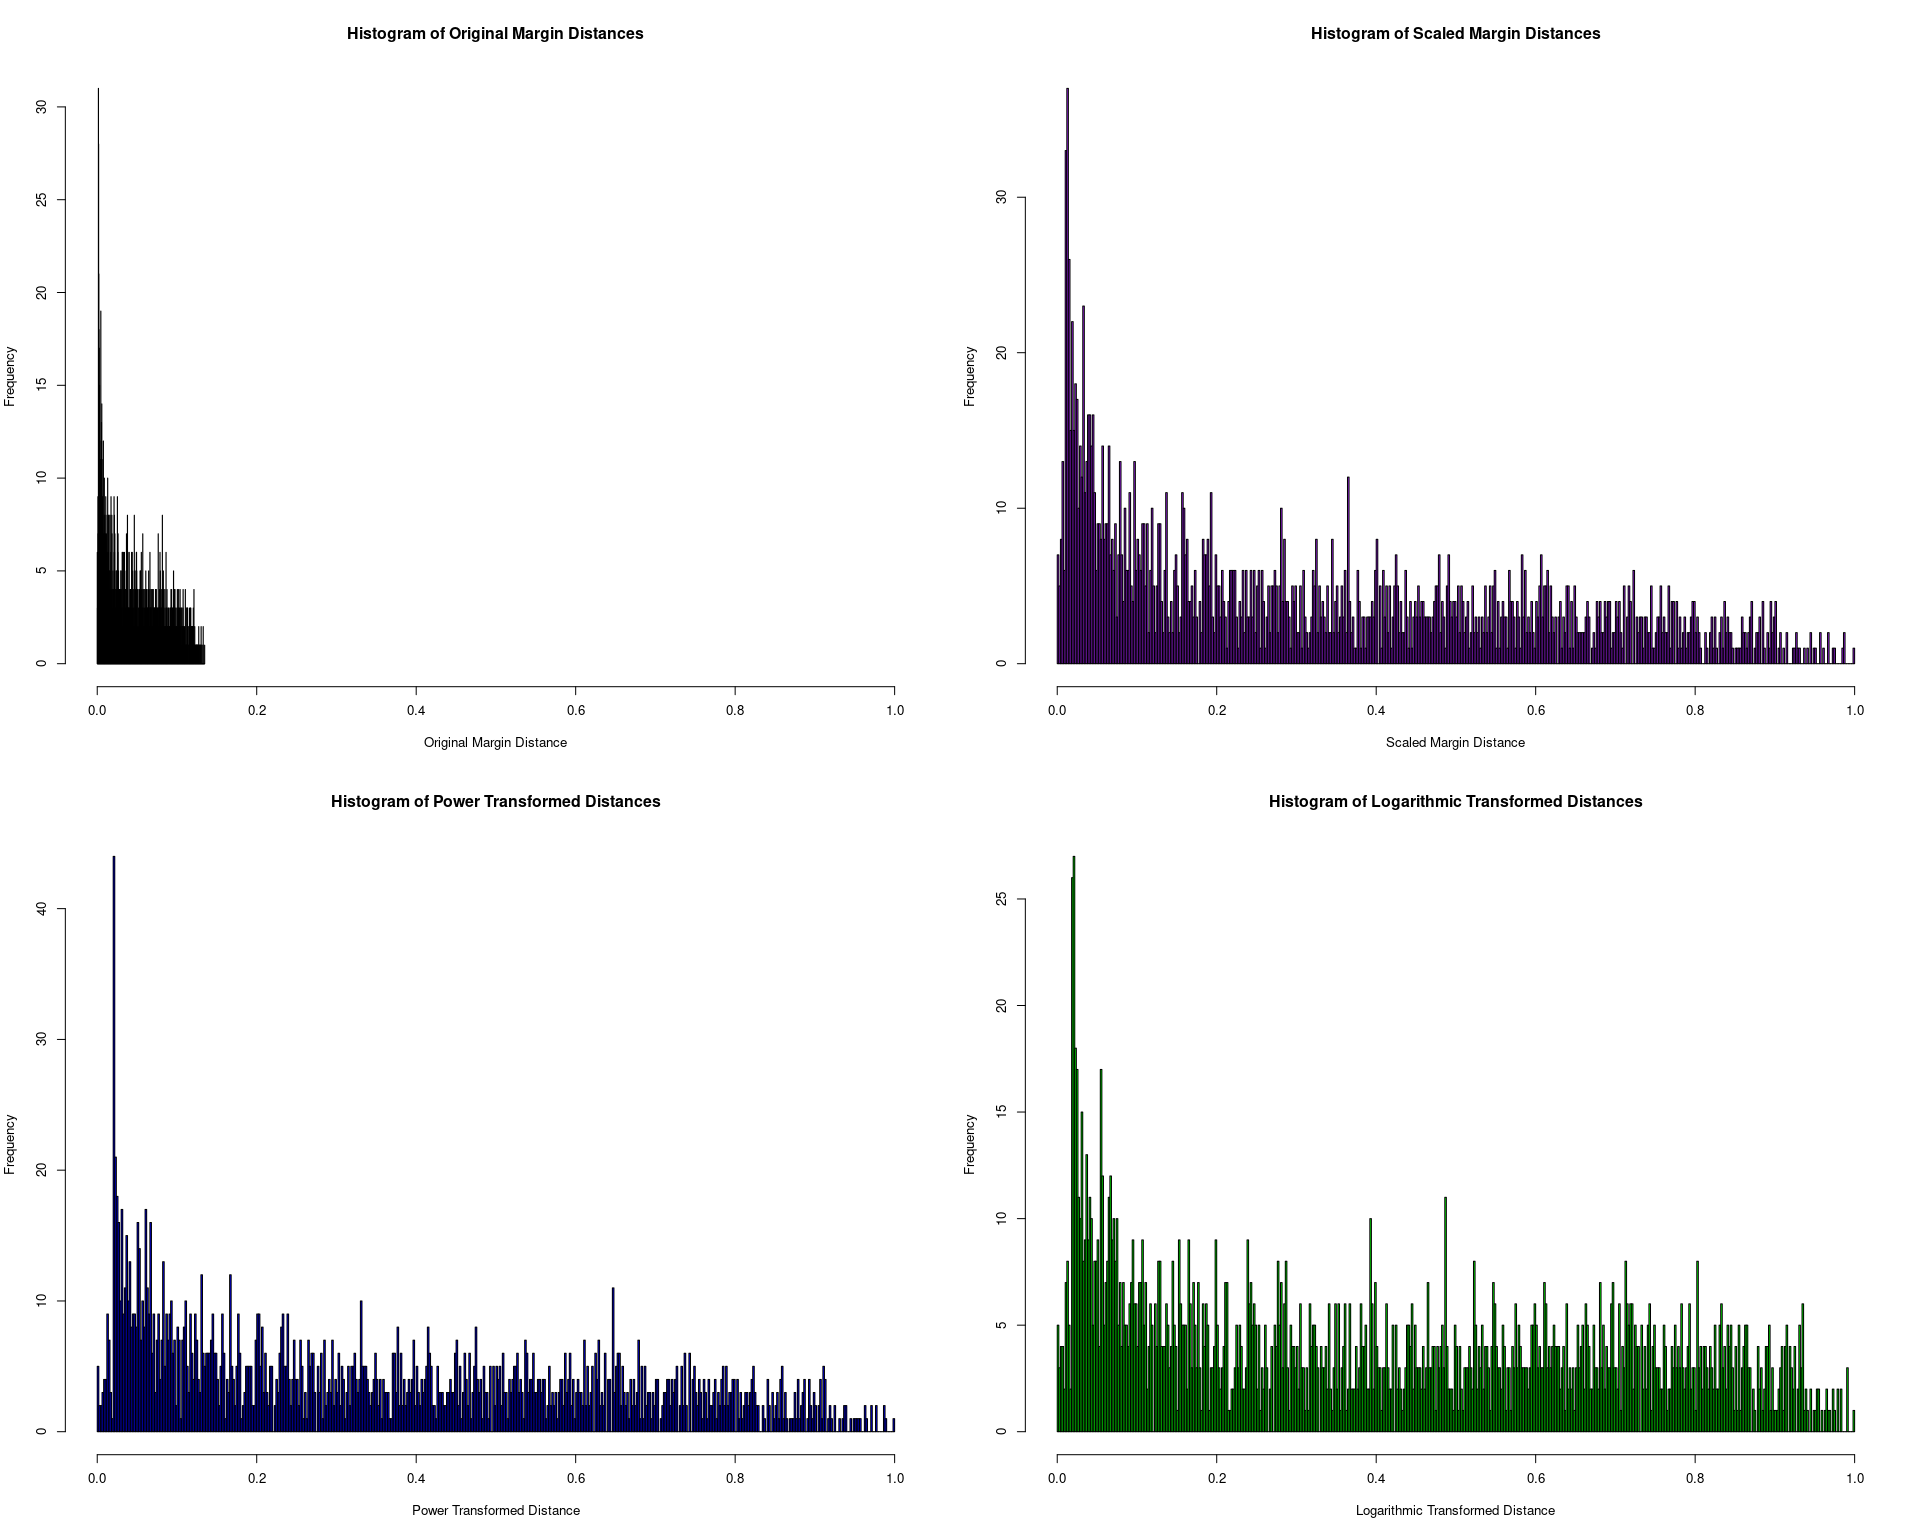 Histogram of Original Margin Distances
Frequency
30
25
20
15
10
5
0
0.0 0.2 0.4 0.6 0.8 1.0
Original Margin Distance
Histogram of Scaled Margin Distances
Frequency
30
20
10
0
0.0 0.2 0.4 0.6 0.8 1.0
Scaled Margin Distance
Histogram of Power Transformed Distances
Frequency
40
30
20
10
0
0.0 0.2 0.4 0.6 0.8 1.0
Power Transformed Distance
Histogram of Logarithmic Transformed Distances
Frequency
25
20
15
10
5
0
0.0 0.2 0.4 0.6 0.8 1.0
Logarithmic Transformed Distance